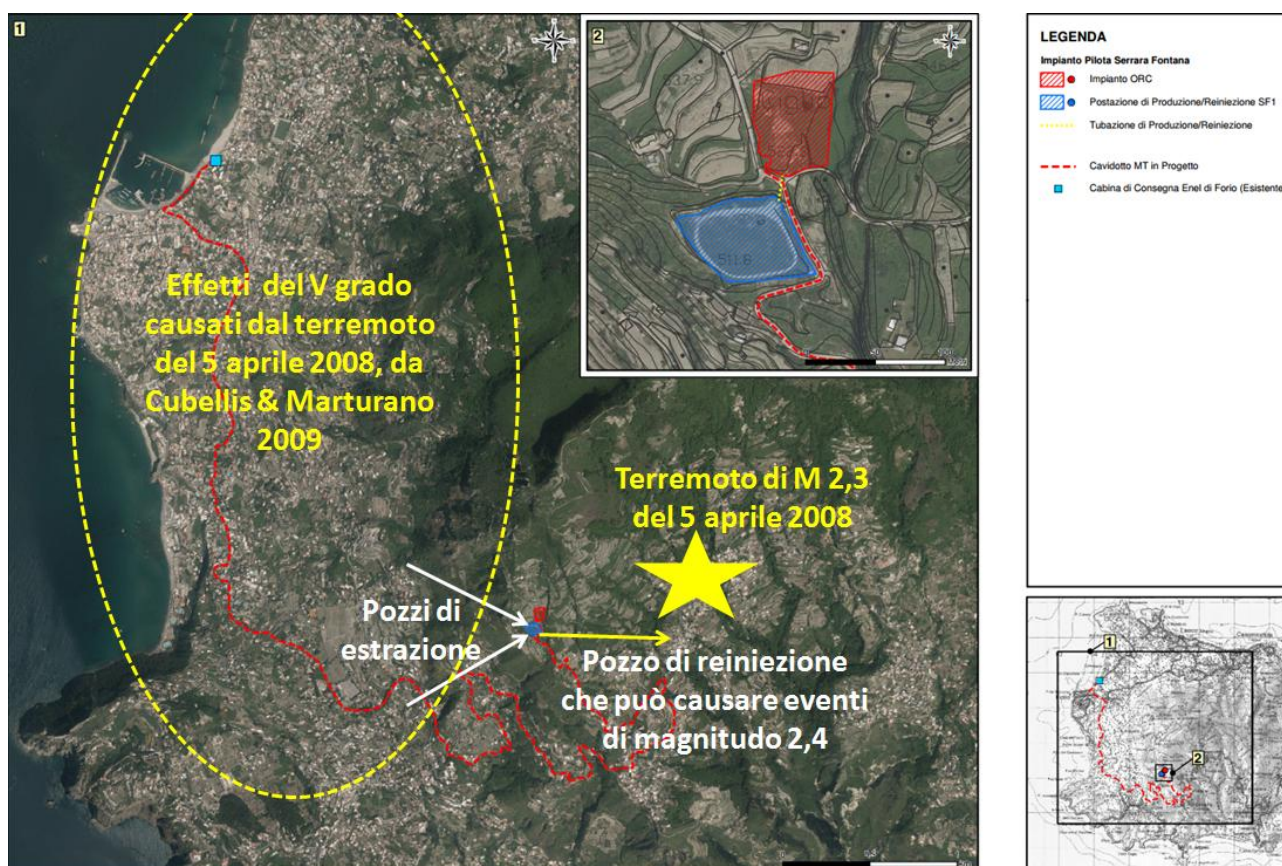 1
Effetti del V grado
causati dal terremoto
del 5 aprile 2008, da
Cubellis & Marturano
2009
Terremoto di M 2,3
del 5 aprile 2008
Pozzi di
estrazione
Pozzo di reiniezione
che può causare eventi
di magnitudo 2,4
2
511.8
LEGENDA
Impianto Pilota Serrara Fontana
Impianto ORC
Postazione di Produzione/Reiniezione SF1
Tubazione di Produzione/Reiniezione
Cavidotto MT in Progetto
Cabina di Consegna Enel di Forio (Esistente
1
2